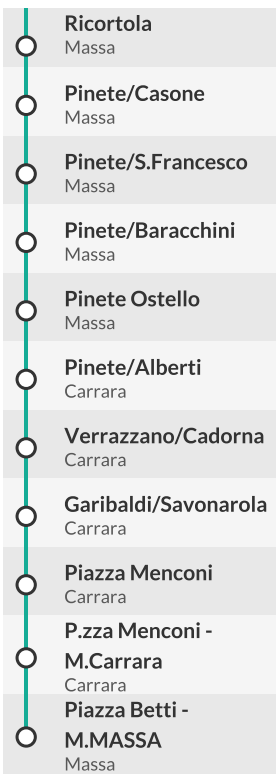 Ricortola
Massa
Pinete/Casone
Massa
Pinete/S.Francesco
Massa
Pinete/Baracchini
Massa
Pinete Ostello
Massa
Pinete/Alberti
Carrara
Verrazzano/Cadorna
Carrara
Garibaldi/Savonarola
Carrara
Piazza Menconi
Carrara
P.zza Menconi -
M.Carrara
Carrara
Piazza Betti -
M.MASSA
Massa